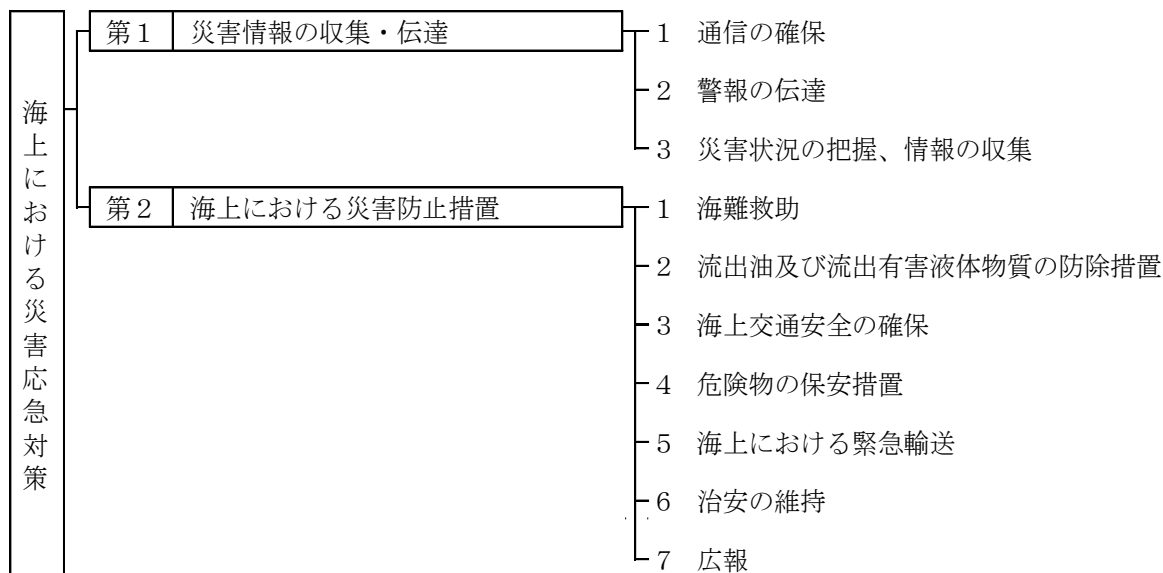 海上における災害応急対策
第１　災害情報の収集・伝達
１　通信の確保
２　警報の伝達
３　災害状況の把握、情報の収集
第２　海上における災害防止措置
１　海難救助
２　流出油及び流出有害液体物質の防除措置
３　海上交通安全の確保
４　危険物の保安措置
５　海上における緊急輸送
６　治安の維持
７　広報